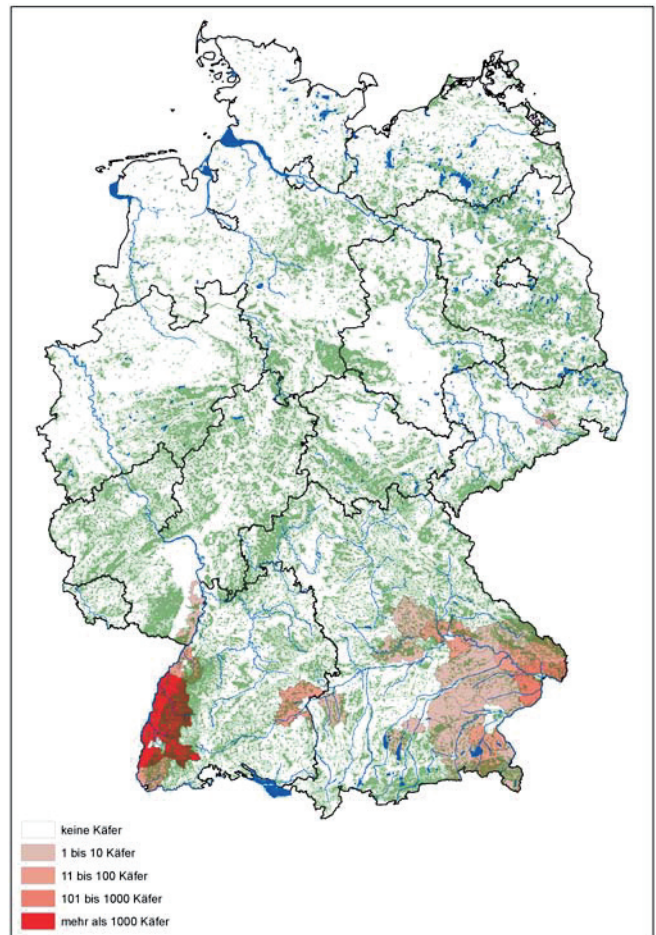 keine Käfer
1 bis 10 Käfer
11 bis 100 Käfer
101 bis 1000 Käfer
mehr als 1000 Käfer